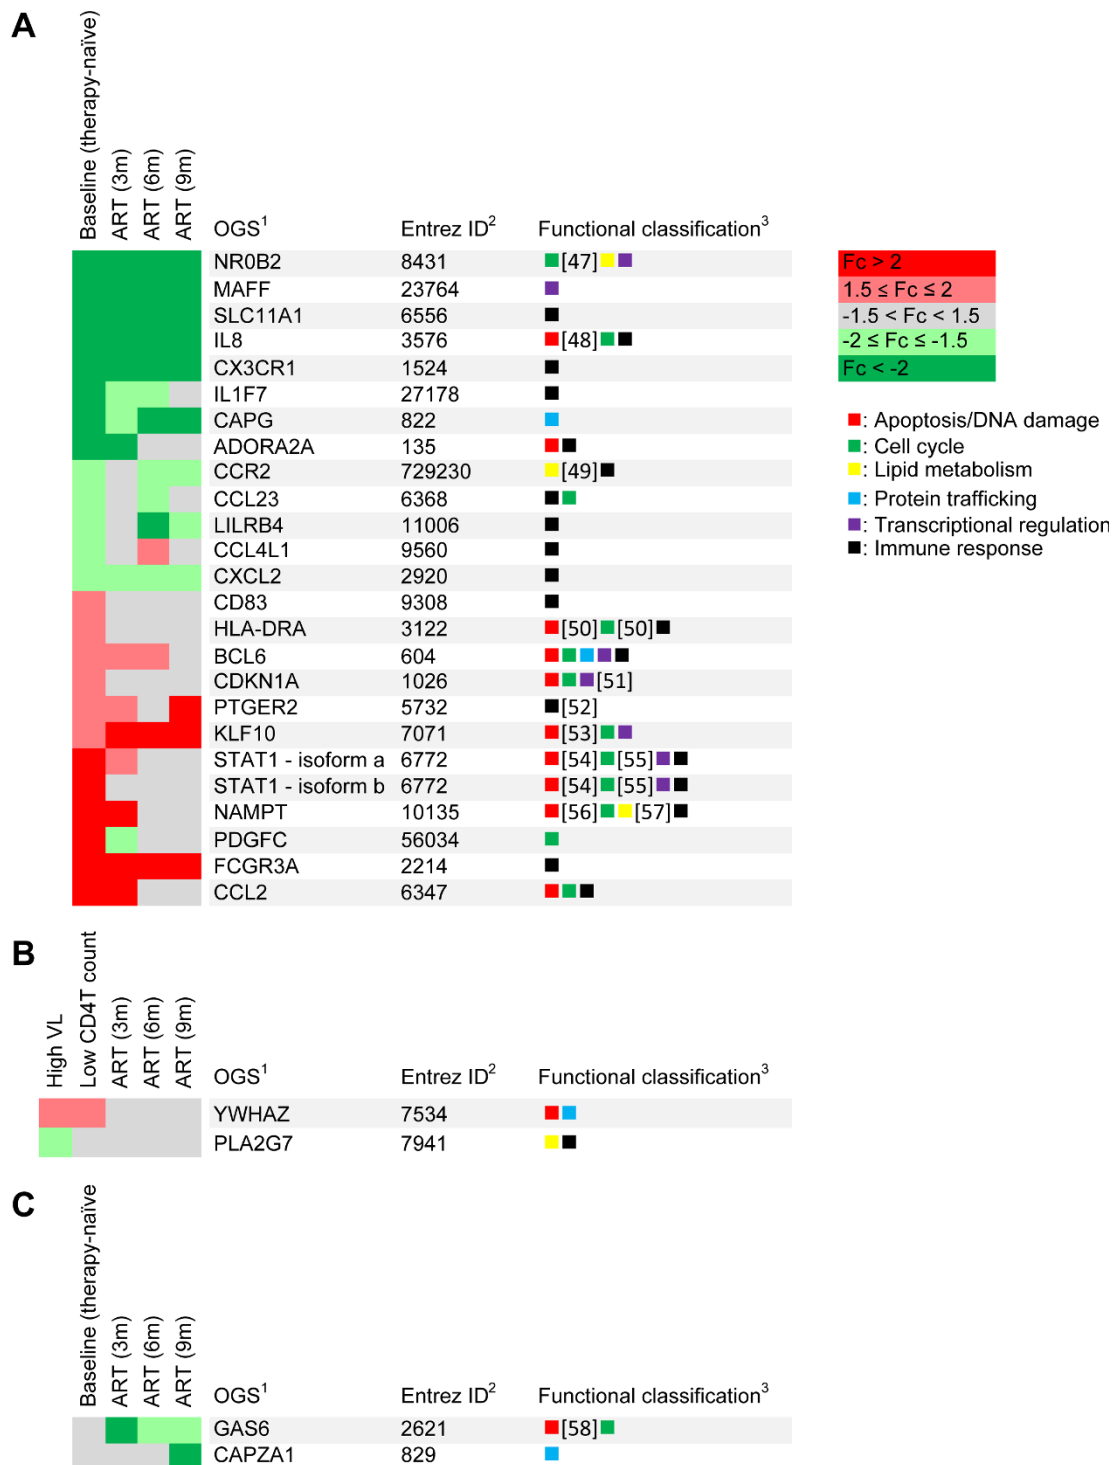 A
Baseline (therapy-naïve)
ART (3m)
ART (6m)
ART (9m)
OGS1 Entrez ID2 Functional classification3
NR0B2 8431 [47]
MAFF 23764
SLC11A1 6556
IL8 3576 [48]
CX3CR1 1524
IL1F7 27178
CAPG 822
ADORA2A 135
CCR2 729230 [49]
CCL23 6368
LILRB4 11006
CCL4L1 9560
CXCL2 2920
CD83 9308
HLA-DRA 3122 [50] [50]
BCL6 604
CDKN1A 1026 [51]
PTGER2 5732 [52]
KLF10 7071 [53]
STAT1 - isoform a 6772 [54] [55]
STAT1 - isoform b 6772 [54] [55]
NAMPT 10135 [56] [57]
PDGFC 56034
FCGR3A 2214
CCL2 6347
Fc > 2
1.5 ≤ Fc ≤ 2
-1.5 < Fc < 1.5
-2 ≤ Fc ≤ -1.5
Fc < -2
: Apoptosis/DNA damage
: Cell cycle
: Lipid metabolism
: Protein trafficking
: Transcriptional regulation
: Immune response
B
High VL
Low CD4T count
ART (3m)
ART (6m)
ART (9m)
OGS1 Entrez ID2 Functional classification3
YWHAZ 7534
PLA2G7 7941
C
Baseline (therapy-naïve)
ART (3m)
ART (6m)
ART (9m)
OGS1 Entrez ID2 Functional classification3
GAS6 2621 [58]
CAPZA1 829